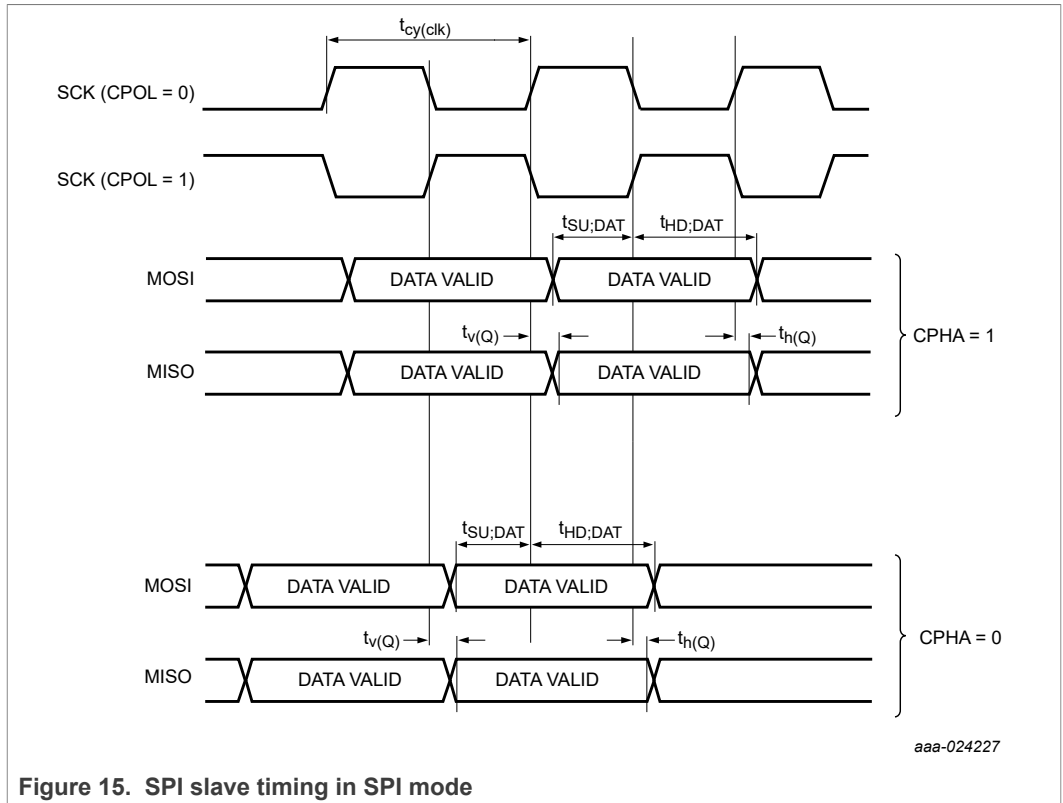 tcy(clk)
SCK (CPOL = 0)
SCK (CPOL = 1)
tSU;DAT tHD;DAT
MOSI DATA VALID DATA VALID
tv(Q) th(Q)
CPHA = 1
MISO DATA VALID DATA VALID
tSU;DAT tHD;DAT
MOSI DATA VALID DATA VALID
tv(Q) th(Q)
CPHA = 0
MISO DATA VALID DATA VALID
aaa-024227
Figure 15. SPI slave timing in SPI mode